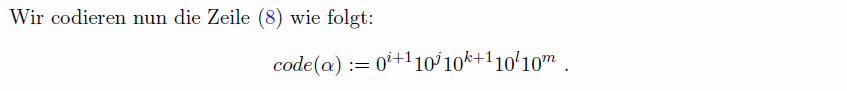 Wir codieren nun die Zeile (8) wie folgt:
code(α) := 0^{i+1}10^{j}10^{k+1}10^{l}10^{m} .